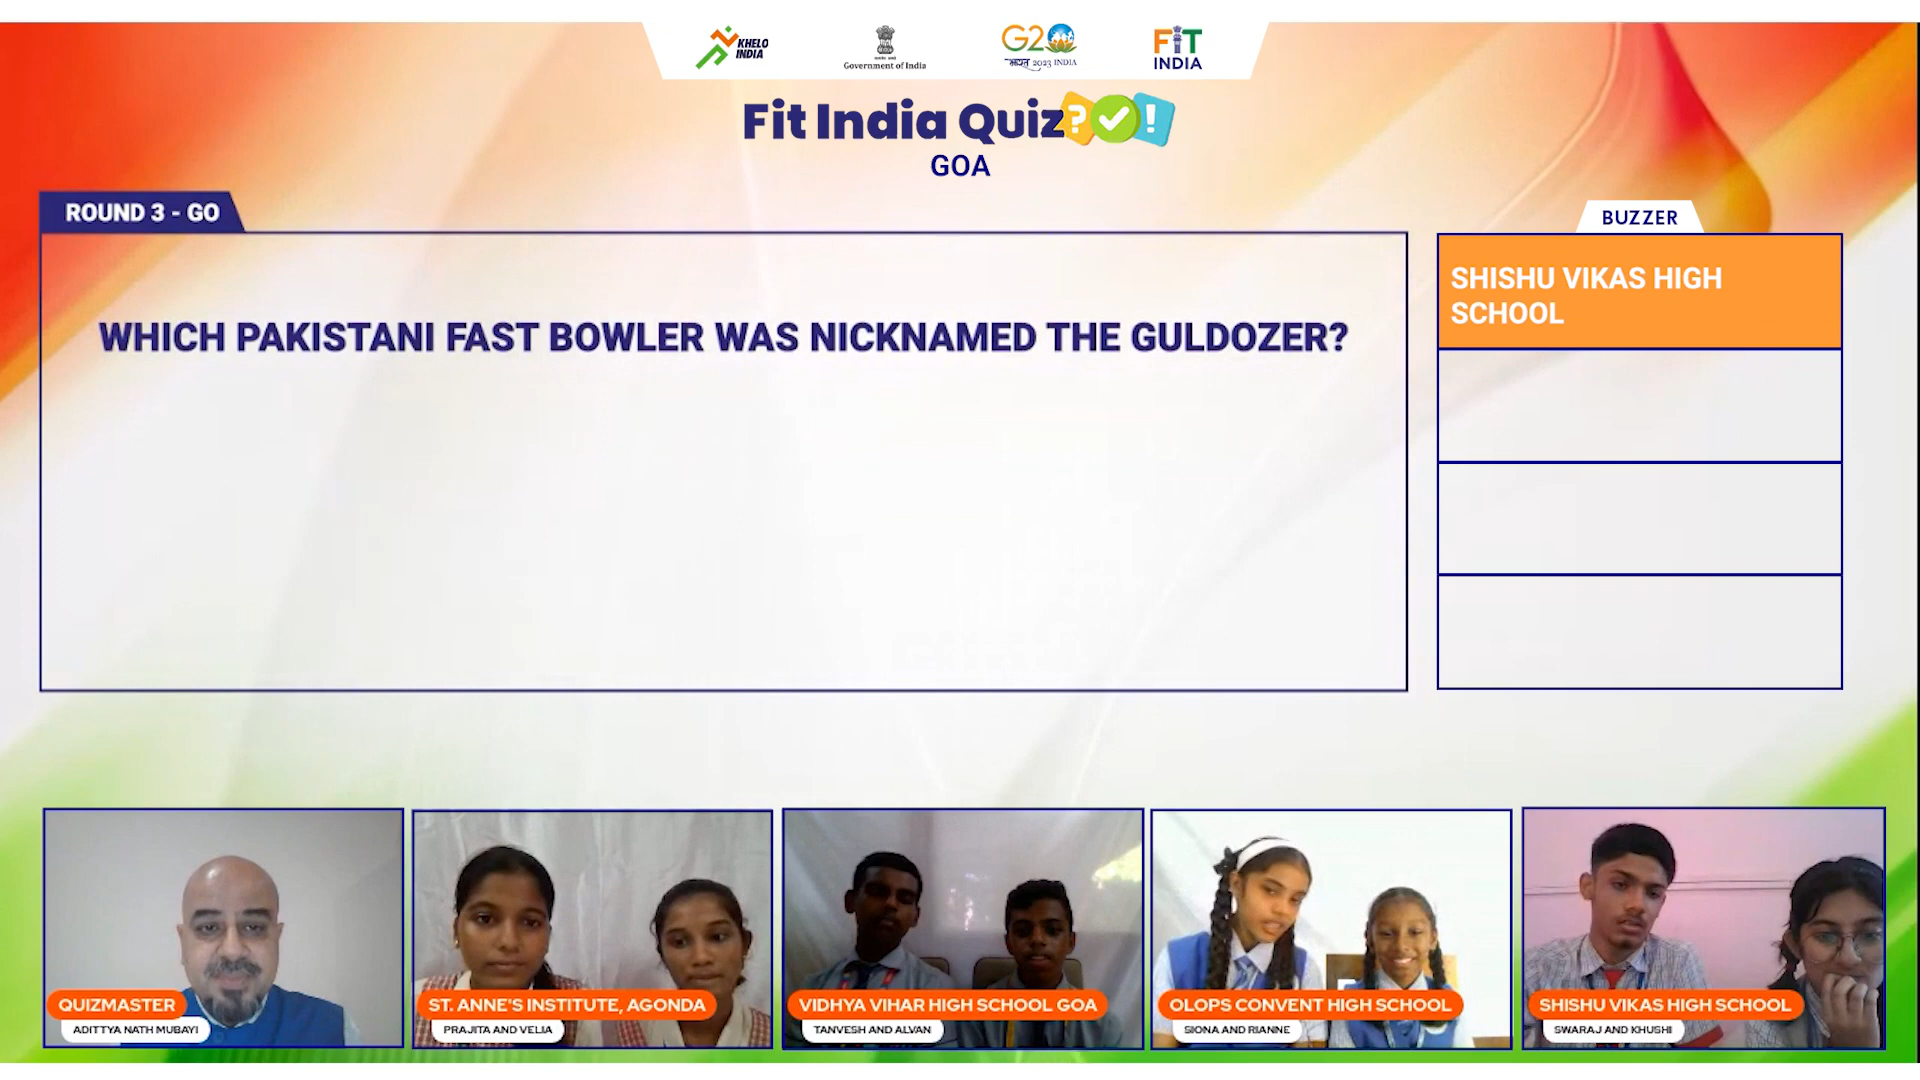 KHELO
INDIA
Government of India
G20
भारत 2023 INDIA
FIT
INDIA
Fit India Quiz?!
GOA
ROUND 3 - GO
WHICH PAKISTANI FAST BOWLER WAS NICKNAMED THE GULDOZER?
BUZZER
SHISHU VIKAS HIGH
SCHOOL
QUIZMASTER
ADITTYA NATH MUBAYI
ST. ANNE'S INSTITUTE, AGONDA
PRAJITA AND VELIA
VIDHYA VIHAR HIGH SCHOOL GOA
TANVESH AND ALVAN
OLOPS CONVENT HIGH SCHOOL
SIONA AND RIANNE
SHISHU VIKAS HIGH SCHOOL
SWARAJ AND KHUSHI